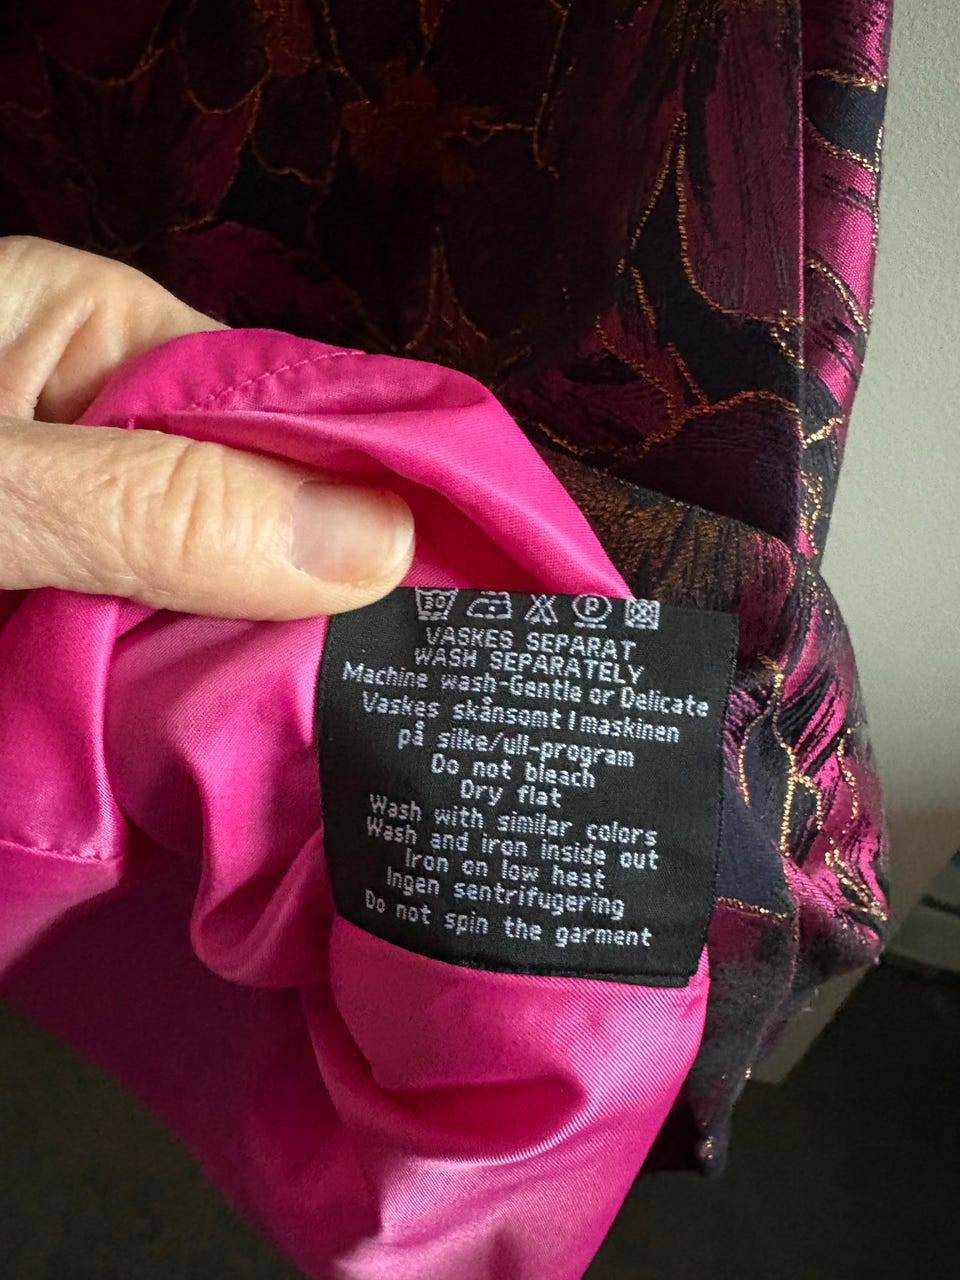 30 P
VASKES SEPARAT
WASH SEPARATELY
Machine wash-Gentle or Delicate
Vaskes skånsomt I maskinen
på silke/ull-program
Do not bleach
Dry flat
Wash with similar colors
Wash and iron inside out
Iron on low heat
Ingen sentrifugering
Do not spin the garment